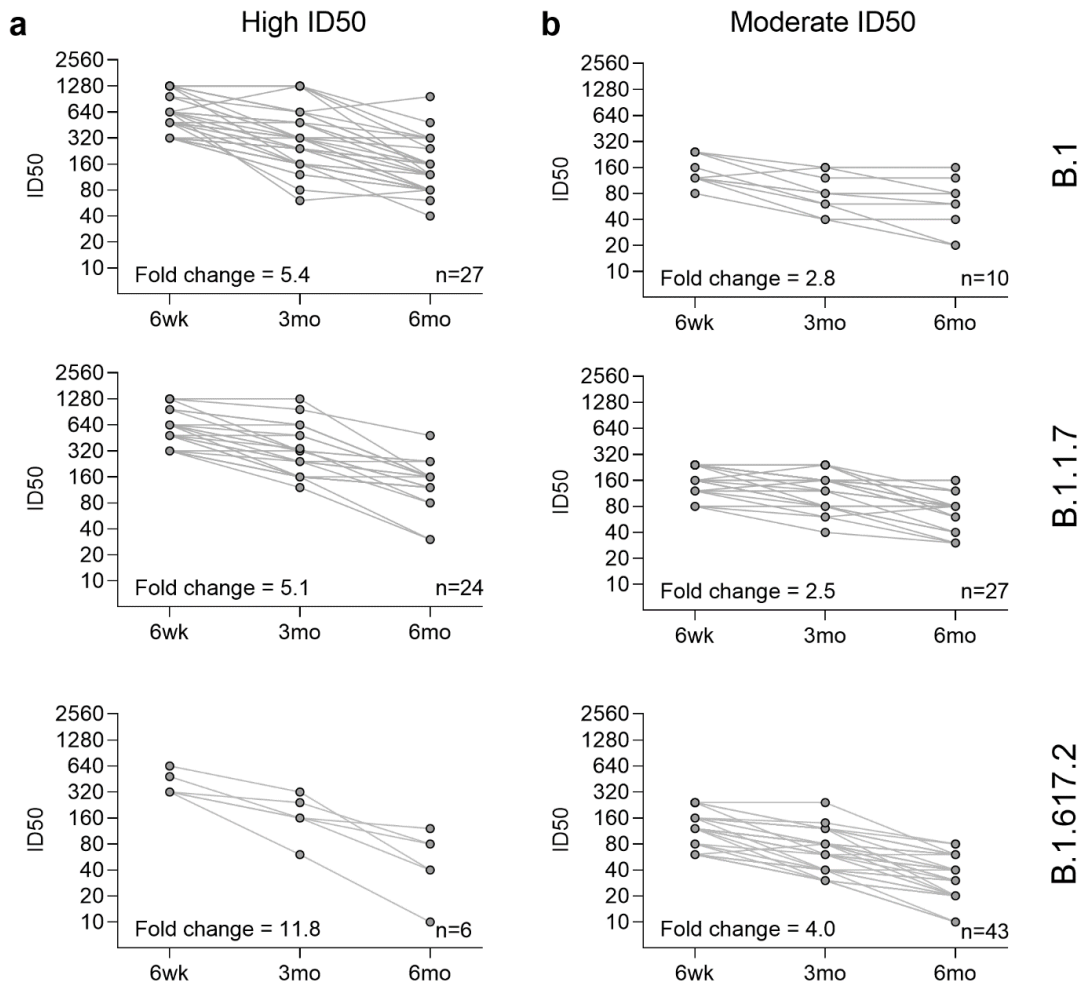 a High ID50
2560
1280
640
320
160
80
40
20
10
ID50
Fold change = 5.4 n=27
6wk 3mo 6mo
b Moderate ID50
2560
1280
640
320
160
80
40
20
10
ID50
Fold change = 2.8 n=10
6wk 3mo 6mo
B.1
2560
1280
640
320
160
80
40
20
10
ID50
Fold change = 5.1 n=24
6wk 3mo 6mo
2560
1280
640
320
160
80
40
20
10
ID50
Fold change = 2.5 n=27
6wk 3mo 6mo
B.1.1.7
2560
1280
640
320
160
80
40
20
10
ID50
Fold change = 11.8 n=6
6wk 3mo 6mo
2560
1280
640
320
160
80
40
20
10
ID50
Fold change = 4.0 n=43
6wk 3mo 6mo
B.1.617.2